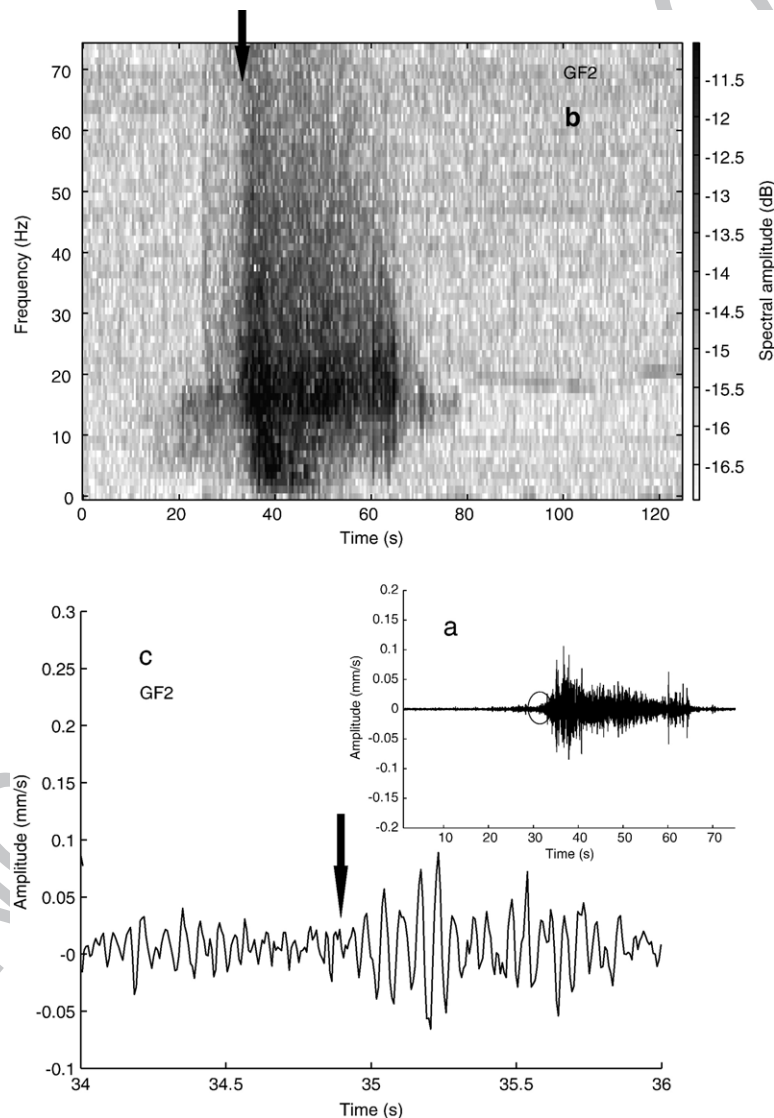 70
60
50
40
30
20
10
0
Frequency (Hz)
GF2
b
0 20 40 60 80 100 120
Time (s)
-11.5
-12
-12.5
-13
-13.5
-14
-14.5
-15
-15.5
-16
-16.5
Spectral amplitude (dB)
0.3
0.25
0.2
0.15
0.1
0.05
-0
-0.05
-0.1
Amplitude (mm/s)
c
GF2
34 34.5 35 35.5 36
Time (s)
0.2
0.15
0.1
0.05
0
-0.05
-0.1
-0.15
-0.2
Amplitude (mm/s)
a
10 20 30 40 50 60 70
Time (s)